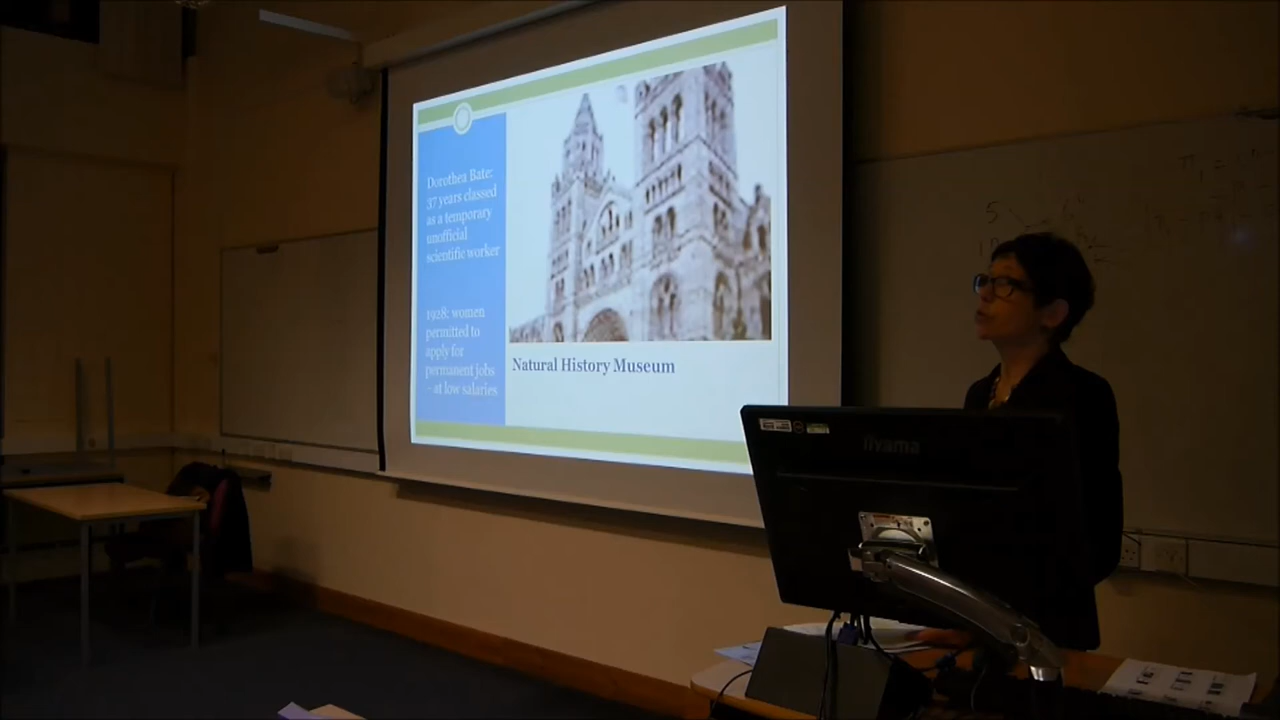 Dorothea Bate:
37 years classed
as a temporary
unofficial
scientific worker
1928: women
permitted to
apply for
permanent jobs
– at low salaries
Natural History Museum
iiyama
5